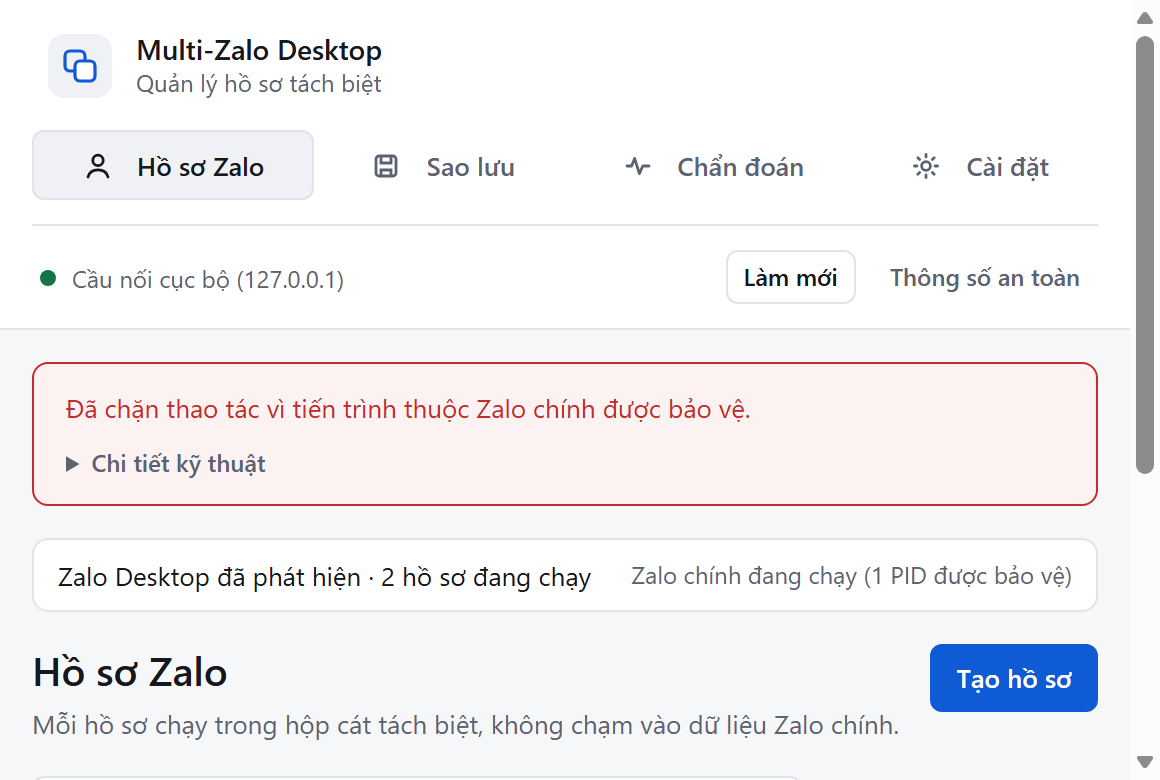 Multi-Zalo Desktop
Quản lý hồ sơ tách biệt
Hồ sơ Zalo
Sao lưu
Chẩn đoán
Cài đặt
Cầu nối cục bộ (127.0.0.1)
Làm mới
Thông số an toàn
Đã chặn thao tác vì tiến trình thuộc Zalo chính được bảo vệ.
Chi tiết kỹ thuật
Zalo Desktop đã phát hiện · 2 hồ sơ đang chạy
Zalo chính đang chạy (1 PID được bảo vệ)
Hồ sơ Zalo
Tạo hồ sơ
Mỗi hồ sơ chạy trong hộp cát tách biệt, không chạm vào dữ liệu Zalo chính.